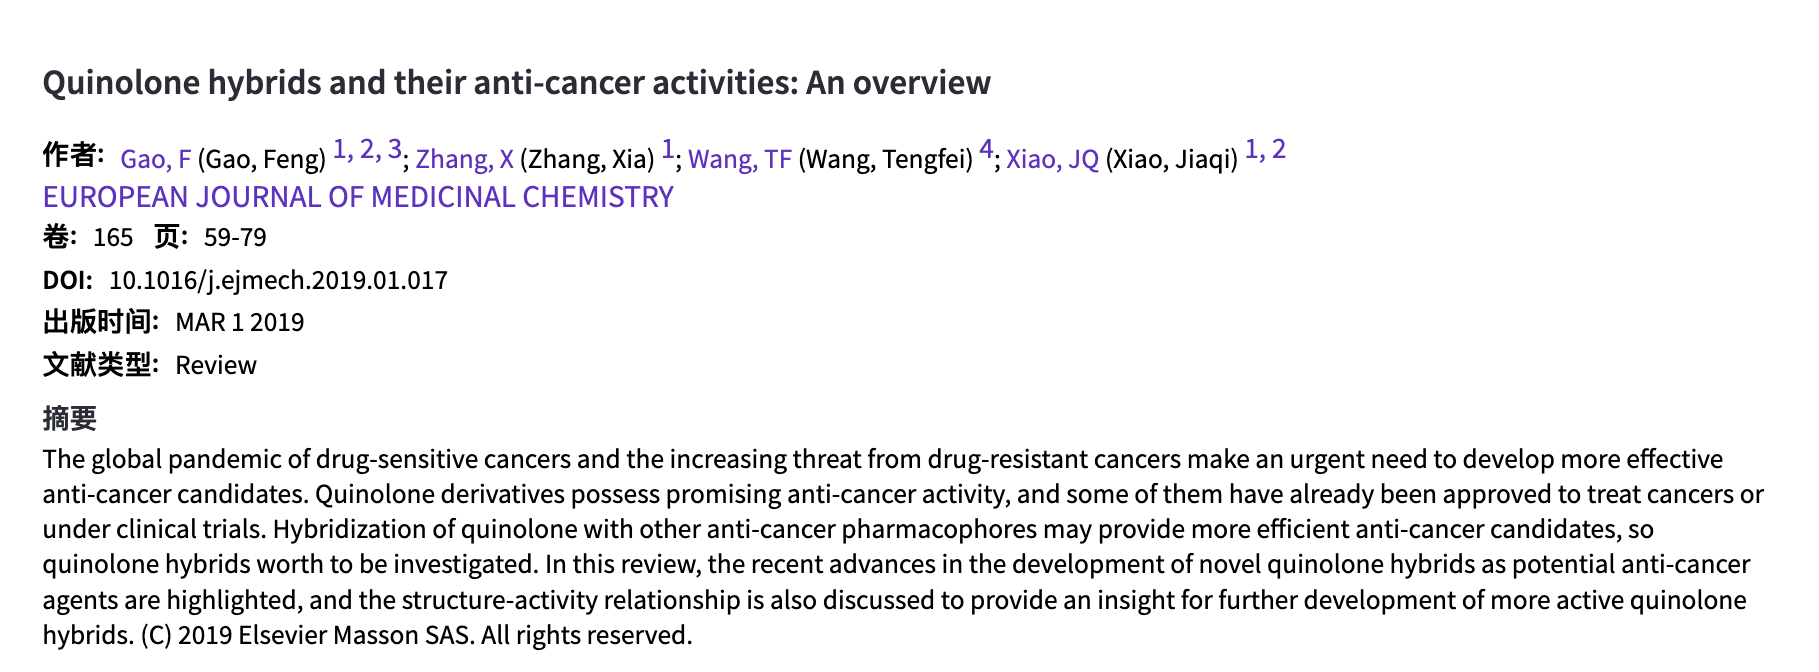 Quinolone hybrids and their anti-cancer activities: An overview
作者: Gao, F (Gao, Feng) 1, 2, 3; Zhang, X (Zhang, Xia) 1; Wang, TF (Wang, Tengfei) 4; Xiao, JQ (Xiao, Jiaqi) 1, 2
EUROPEAN JOURNAL OF MEDICINAL CHEMISTRY
卷: 165 页: 59-79
DOI: 10.1016/j.ejmech.2019.01.017
出版时间: MAR 1 2019
文献类型: Review
摘要
The global pandemic of drug-sensitive cancers and the increasing threat from drug-resistant cancers make an urgent need to develop more effective
anti-cancer candidates. Quinolone derivatives possess promising anti-cancer activity, and some of them have already been approved to treat cancers or
under clinical trials. Hybridization of quinolone with other anti-cancer pharmacophores may provide more efficient anti-cancer candidates, so
quinolone hybrids worth to be investigated. In this review, the recent advances in the development of novel quinolone hybrids as potential anti-cancer
agents are highlighted, and the structure-activity relationship is also discussed to provide an insight for further development of more active quinolone
hybrids. (C) 2019 Elsevier Masson SAS. All rights reserved.